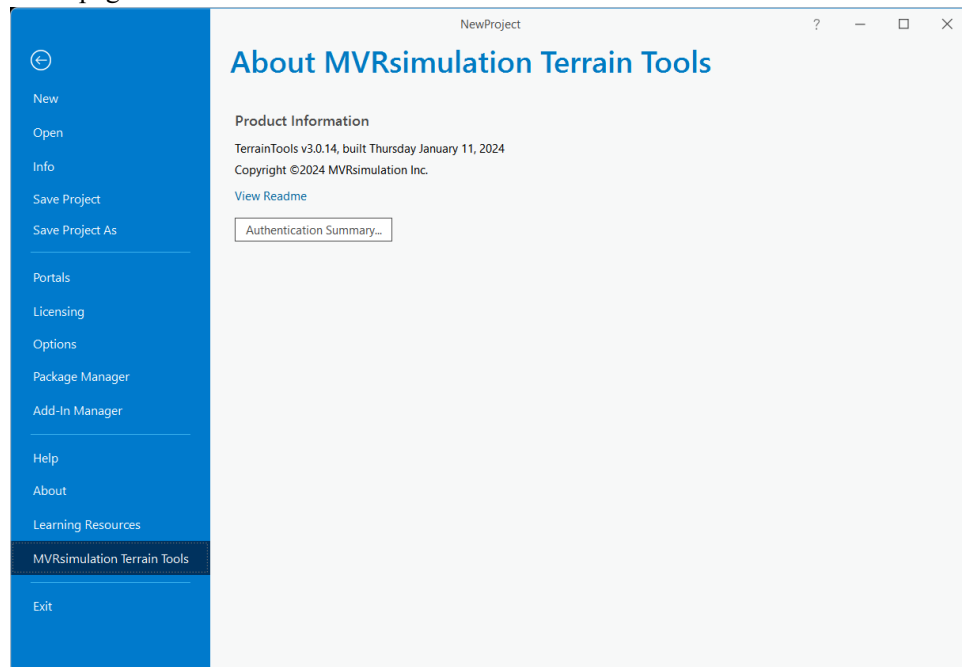 NewProject
?
About MVRsimulation Terrain Tools
New
Open
Info
Save Project
Save Project As
Portals
Licensing
Options
Package Manager
Add-In Manager
Help
About
Learning Resources
MVRsimulation Terrain Tools
Exit
Product Information
TerrainTools v3.0.14, built Thursday January 11, 2024
Copyright ©2024 MVRsimulation Inc.
View Readme
Authentication Summary...